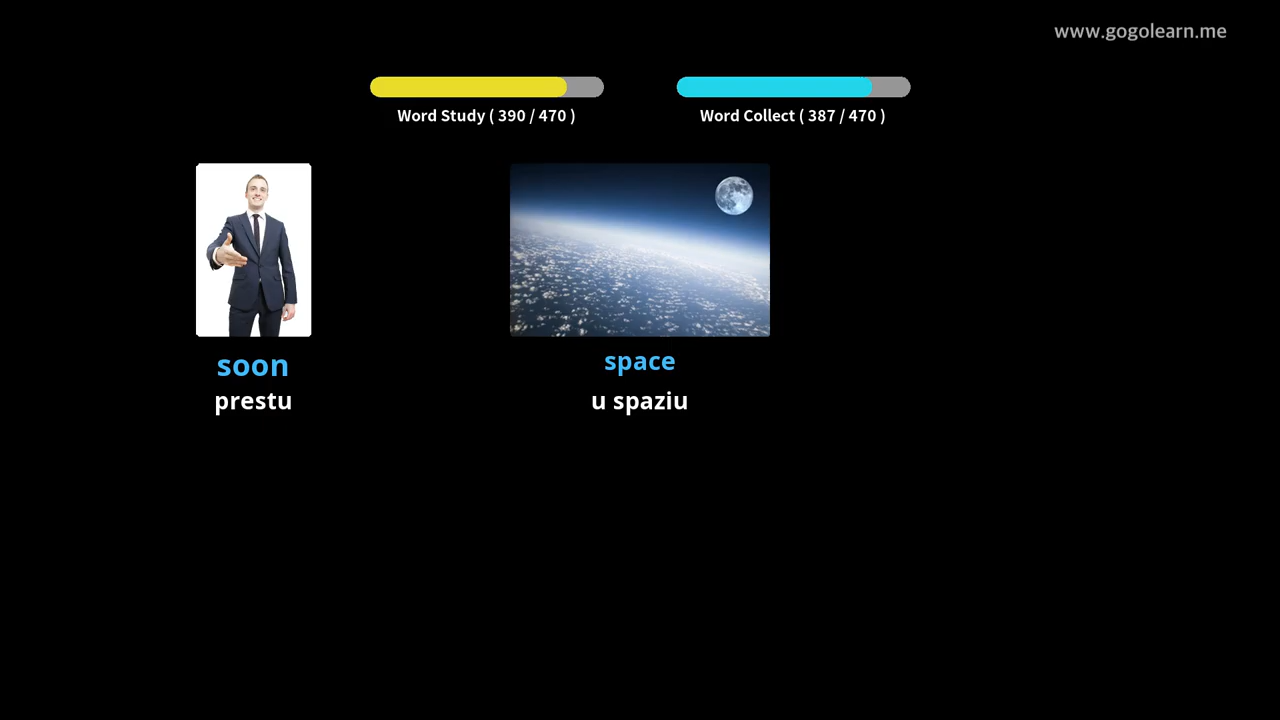 www.gogolearn.me
Word Study ( 390 / 470 )
Word Collect ( 387 / 470 )
soon
prestu
space
u spaziu